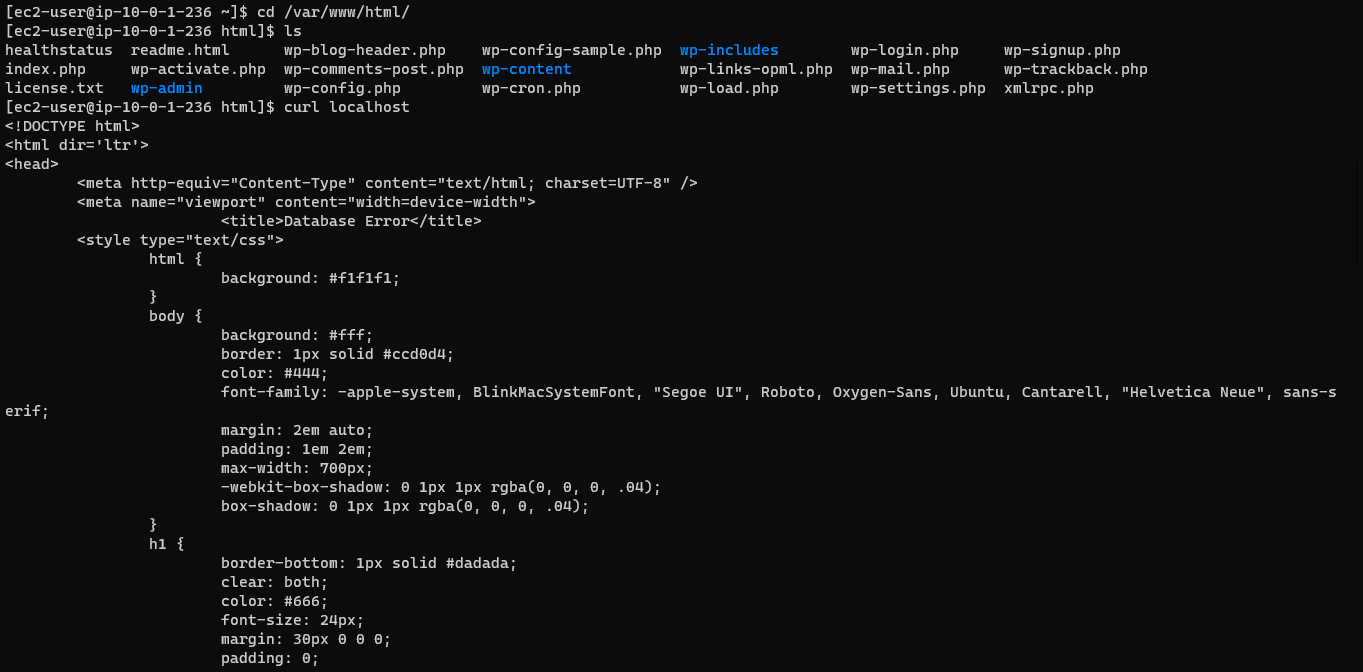 [ec2-user@ip-10-0-1-236 ~]$ cd /var/www/html/
[ec2-user@ip-10-0-1-236 html]$ ls
healthstatus  readme.html      wp-blog-header.php    wp-config-sample.php  wp-includes        wp-login.php     wp-signup.php
index.php     wp-activate.php  wp-comments-post.php  wp-content            wp-links-opml.php  wp-mail.php      wp-trackback.php
license.txt   wp-admin         wp-config.php         wp-cron.php           wp-load.php        wp-settings.php  xmlrpc.php
[ec2-user@ip-10-0-1-236 html]$ curl localhost
<!DOCTYPE html>
<html dir='ltr'>
<head>
        <meta http-equiv="Content-Type" content="text/html; charset=UTF-8" />
        <meta name="viewport" content="width=device-width">
                        <title>Database Error</title>
        <style type="text/css">
                html {
                        background: #f1f1f1;
                }
                body {
                        background: #fff;
                        border: 1px solid #ccd0d4;
                        color: #444;
                        font-family: -apple-system, BlinkMacSystemFont, "Segoe UI", Roboto, Oxygen-Sans, Ubuntu, Cantarell, "Helvetica Neue", sans-s
erif;
                        margin: 2em auto;
                        padding: 1em 2em;
                        max-width: 700px;
                        -webkit-box-shadow: 0 1px 1px rgba(0, 0, 0, .04);
                        box-shadow: 0 1px 1px rgba(0, 0, 0, .04);
                }
                h1 {
                        border-bottom: 1px solid #dadada;
                        clear: both;
                        color: #666;
                        font-size: 24px;
                        margin: 30px 0 0 0;
                        padding: 0;